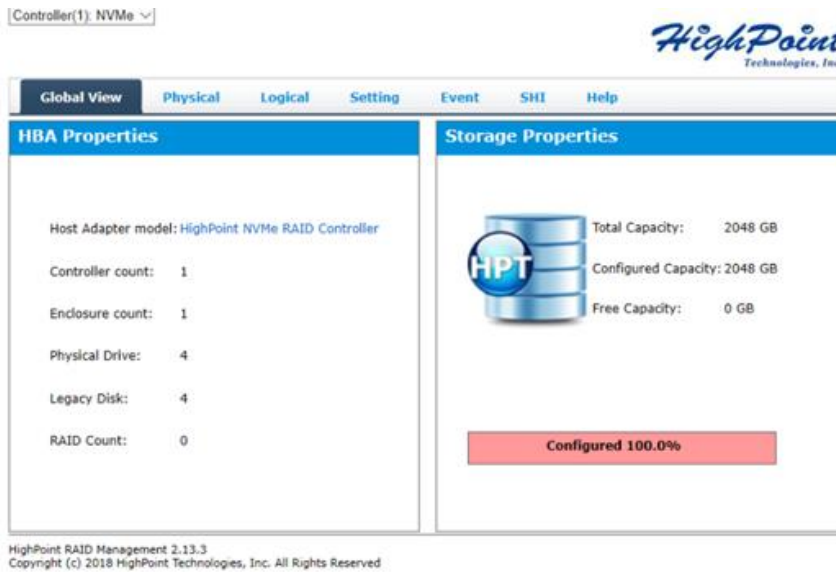 Controller(1): NVMe
HighPoint
Technologies, Inc
Global View Physical Logical Setting Event SHI Help
HBA Properties
Host Adapter model: HighPoint NVMe RAID Controller
Controller count: 1
Enclosure count: 1
Physical Drive: 4
Legacy Disk: 4
RAID Count: 0
Storage Properties
HPT
Total Capacity: 2048 GB
Configured Capacity: 2048 GB
Free Capacity: 0 GB
Configured 100.0%
HighPoint RAID Management 2.13.3
Copyright (c) 2018 HighPoint Technologies, Inc. All Rights Reserved